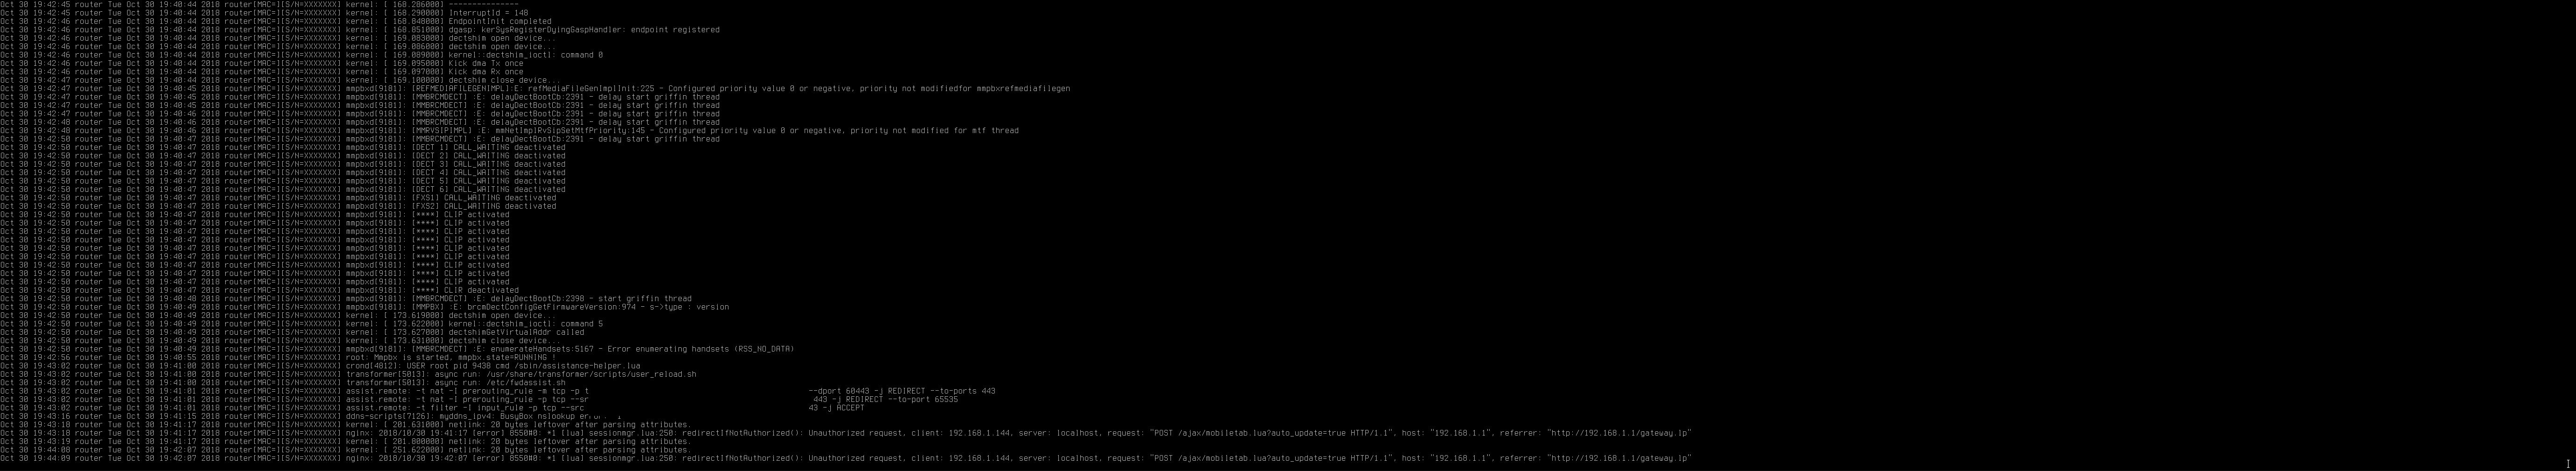 Oct 30 19:42:45 router Tue Oct 30 19:40:44 2018 router[MAC=][S/N=XXXXXXX] kernel: [ 168.286000] ---------------
Oct 30 19:42:45 router Tue Oct 30 19:40:44 2018 router[MAC=][S/N=XXXXXXX] kernel: [ 168.290000] InterruptId = 148
Oct 30 19:42:46 router Tue Oct 30 19:40:44 2018 router[MAC=][S/N=XXXXXXX] kernel: [ 168.848000] EndpointInit completed
Oct 30 19:42:46 router Tue Oct 30 19:40:44 2018 router[MAC=][S/N=XXXXXXX] kernel: [ 168.851000] dgasp: kerSysRegisterDyingGaspHandler: endpoint registered
Oct 30 19:42:46 router Tue Oct 30 19:40:44 2018 router[MAC=][S/N=XXXXXXX] kernel: [ 169.083000] dectshim open device...
Oct 30 19:42:46 router Tue Oct 30 19:40:44 2018 router[MAC=][S/N=XXXXXXX] kernel: [ 169.086000] dectshim open device...
Oct 30 19:42:46 router Tue Oct 30 19:40:44 2018 router[MAC=][S/N=XXXXXXX] kernel: [ 169.089000] kernel::dectshim_ioctl: command 0
Oct 30 19:42:46 router Tue Oct 30 19:40:44 2018 router[MAC=][S/N=XXXXXXX] kernel: [ 169.095000] Kick dma Tx once
Oct 30 19:42:46 router Tue Oct 30 19:40:44 2018 router[MAC=][S/N=XXXXXXX] kernel: [ 169.097000] Kick dma Rx once
Oct 30 19:42:47 router Tue Oct 30 19:40:44 2018 router[MAC=][S/N=XXXXXXX] kernel: [ 169.100000] dectshim close device...
Oct 30 19:42:47 router Tue Oct 30 19:40:45 2018 router[MAC=][S/N=XXXXXXX] mmpbxd[9181]: [REFMEDIAFILEGENIMPL]:E: refMediaFileGenImplInit:225 - Configured priority value 0 or negative, priority not modifiedfor mmpbxrefmediafilegen
Oct 30 19:42:47 router Tue Oct 30 19:40:45 2018 router[MAC=][S/N=XXXXXXX] mmpbxd[9181]: [MMBRCMDECT] :E: delayDectBootCb:2391 - delay start griffin thread
Oct 30 19:42:47 router Tue Oct 30 19:40:45 2018 router[MAC=][S/N=XXXXXXX] mmpbxd[9181]: [MMBRCMDECT] :E: delayDectBootCb:2391 - delay start griffin thread
Oct 30 19:42:47 router Tue Oct 30 19:40:46 2018 router[MAC=][S/N=XXXXXXX] mmpbxd[9181]: [MMBRCMDECT] :E: delayDectBootCb:2391 - delay start griffin thread
Oct 30 19:42:48 router Tue Oct 30 19:40:46 2018 router[MAC=][S/N=XXXXXXX] mmpbxd[9181]: [MMBRCMDECT] :E: delayDectBootCb:2391 - delay start griffin thread
Oct 30 19:42:48 router Tue Oct 30 19:40:46 2018 router[MAC=][S/N=XXXXXXX] mmpbxd[9181]: [MMRVSIPIMPL] :E: mmNetImplRvSipSetMtfPriority:145 - Configured priority value 0 or negative, priority not modified for mtf thread
Oct 30 19:42:48 router Tue Oct 30 19:40:47 2018 router[MAC=][S/N=XXXXXXX] mmpbxd[9181]: [MMBRCMDECT] :E: delayDectBootCb:2391 - delay start griffin thread
Oct 30 19:42:50 router Tue Oct 30 19:40:47 2018 router[MAC=][S/N=XXXXXXX] mmpbxd[9181]: [DECT 1] CALL_WAITING deactivated
Oct 30 19:42:50 router Tue Oct 30 19:40:47 2018 router[MAC=][S/N=XXXXXXX] mmpbxd[9181]: [DECT 2] CALL_WAITING deactivated
Oct 30 19:42:50 router Tue Oct 30 19:40:47 2018 router[MAC=][S/N=XXXXXXX] mmpbxd[9181]: [DECT 3] CALL_WAITING deactivated
Oct 30 19:42:50 router Tue Oct 30 19:40:47 2018 router[MAC=][S/N=XXXXXXX] mmpbxd[9181]: [DECT 4] CALL_WAITING deactivated
Oct 30 19:42:50 router Tue Oct 30 19:40:47 2018 router[MAC=][S/N=XXXXXXX] mmpbxd[9181]: [DECT 5] CALL_WAITING deactivated
Oct 30 19:42:50 router Tue Oct 30 19:40:47 2018 router[MAC=][S/N=XXXXXXX] mmpbxd[9181]: [DECT 6] CALL_WAITING deactivated
Oct 30 19:42:50 router Tue Oct 30 19:40:47 2018 router[MAC=][S/N=XXXXXXX] mmpbxd[9181]: [FXS1] CALL_WAITING deactivated
Oct 30 19:42:50 router Tue Oct 30 19:40:47 2018 router[MAC=][S/N=XXXXXXX] mmpbxd[9181]: [FXS2] CALL_WAITING deactivated
Oct 30 19:42:50 router Tue Oct 30 19:40:47 2018 router[MAC=][S/N=XXXXXXX] mmpbxd[9181]: [****] CLIP activated
Oct 30 19:42:50 router Tue Oct 30 19:40:47 2018 router[MAC=][S/N=XXXXXXX] mmpbxd[9181]: [****] CLIP activated
Oct 30 19:42:50 router Tue Oct 30 19:40:47 2018 router[MAC=][S/N=XXXXXXX] mmpbxd[9181]: [****] CLIP activated
Oct 30 19:42:50 router Tue Oct 30 19:40:47 2018 router[MAC=][S/N=XXXXXXX] mmpbxd[9181]: [****] CLIP activated
Oct 30 19:42:50 router Tue Oct 30 19:40:47 2018 router[MAC=][S/N=XXXXXXX] mmpbxd[9181]: [****] CLIP activated
Oct 30 19:42:50 router Tue Oct 30 19:40:47 2018 router[MAC=][S/N=XXXXXXX] mmpbxd[9181]: [****] CLIP activated
Oct 30 19:42:50 router Tue Oct 30 19:40:47 2018 router[MAC=][S/N=XXXXXXX] mmpbxd[9181]: [****] CLIP activated
Oct 30 19:42:50 router Tue Oct 30 19:40:47 2018 router[MAC=][S/N=XXXXXXX] mmpbxd[9181]: [****] CLIP activated
Oct 30 19:42:50 router Tue Oct 30 19:40:47 2018 router[MAC=][S/N=XXXXXXX] mmpbxd[9181]: [****] CLIP activated
Oct 30 19:42:50 router Tue Oct 30 19:40:47 2018 router[MAC=][S/N=XXXXXXX] mmpbxd[9181]: [****] CLIR deactivated
Oct 30 19:42:50 router Tue Oct 30 19:40:48 2018 router[MAC=][S/N=XXXXXXX] mmpbxd[9181]: [MMBRCMDECT] :E: delayDectBootCb:2398 - start griffin thread
Oct 30 19:42:50 router Tue Oct 30 19:40:49 2018 router[MAC=][S/N=XXXXXXX] mmpbxd[9181]: [MMPBX] :E: brcmDectConfigGetFirmwareVersion:974 - s->type : version
Oct 30 19:42:50 router Tue Oct 30 19:40:49 2018 router[MAC=][S/N=XXXXXXX] kernel: [ 173.619000] dectshim open device...
Oct 30 19:42:50 router Tue Oct 30 19:40:49 2018 router[MAC=][S/N=XXXXXXX] kernel: [ 173.622000] kernel::dectshim_ioctl: command 5
Oct 30 19:42:50 router Tue Oct 30 19:40:49 2018 router[MAC=][S/N=XXXXXXX] kernel: [ 173.627000] dectshimGetVirtualAddr called
Oct 30 19:42:50 router Tue Oct 30 19:40:49 2018 router[MAC=][S/N=XXXXXXX] kernel: [ 173.631000] dectshim close device...
Oct 30 19:42:50 router Tue Oct 30 19:40:49 2018 router[MAC=][S/N=XXXXXXX] mmpbxd[9181]: [MMBRCMDECT] :E: enumerateHandsets:5167 - Error enumerating handsets (RSS_NO_DATA)
Oct 30 19:42:56 router Tue Oct 30 19:40:55 2018 router[MAC=][S/N=XXXXXXX] root: Mmpbx is started, mmpbx.state=RUNNING !
Oct 30 19:43:02 router Tue Oct 30 19:41:00 2018 router[MAC=][S/N=XXXXXXX] crond[4812]: USER root pid 9438 cmd /sbin/assistance-helper.lua
Oct 30 19:43:02 router Tue Oct 30 19:41:00 2018 router[MAC=][S/N=XXXXXXX] transformer[5013]: async run: /usr/share/transformer/scripts/user_reload.sh
Oct 30 19:43:02 router Tue Oct 30 19:41:00 2018 router[MAC=][S/N=XXXXXXX] transformer[5013]: async run: /etc/fwdassist.sh
Oct 30 19:43:02 router Tue Oct 30 19:41:01 2018 router[MAC=][S/N=XXXXXXX] assist.remote: -t nat -I prerouting_rule -m tcp -p t --dport 60443 -j REDIRECT --to-ports 443
Oct 30 19:43:02 router Tue Oct 30 19:41:01 2018 router[MAC=][S/N=XXXXXXX] assist.remote: -t nat -I prerouting_rule -p tcp --sr 443 -j REDIRECT --to-port 65535
Oct 30 19:43:02 router Tue Oct 30 19:41:01 2018 router[MAC=][S/N=XXXXXXX] assist.remote: -t filter -I input_rule -p tcp --src 43 -j ACCEPT
Oct 30 19:43:16 router Tue Oct 30 19:41:15 2018 router[MAC=][S/N=XXXXXXX] ddns-scripts[7126]: myddns_ipv4: BusyBox nslookup
Oct 30 19:43:18 router Tue Oct 30 19:41:17 2018 router[MAC=][S/N=XXXXXXX] kernel: [ 201.631000] netlink: 20 bytes leftover after parsing attributes.
Oct 30 19:43:18 router Tue Oct 30 19:41:17 2018 router[MAC=][S/N=XXXXXXX] nginx: 2018/10/30 19:41:17 [error] 8550#0: *1 [lua] sessionmgr.lua:250: redirectIfNotAuthorized(): Unauthorized request, client: 192.168.1.144, server: localhost, request: "POST /ajax/mobiletab.lua?auto_update=true HTTP/1.1", host: "192.168.1.1", referrer: "http://192.168.1.1/gateway.lp"
Oct 30 19:43:19 router Tue Oct 30 19:41:17 2018 router[MAC=][S/N=XXXXXXX] kernel: [ 201.800000] netlink: 20 bytes leftover after parsing attributes.
Oct 30 19:44:08 router Tue Oct 30 19:42:07 2018 router[MAC=][S/N=XXXXXXX] kernel: [ 251.622000] netlink: 20 bytes leftover after parsing attributes.
Oct 30 19:44:09 router Tue Oct 30 19:42:07 2018 router[MAC=][S/N=XXXXXXX] nginx: 2018/10/30 19:42:07 [error] 8550#0: *1 [lua] sessionmgr.lua:250: redirectIfNotAuthorized(): Unauthorized request, client: 192.168.1.144, server: localhost, request: "POST /ajax/mobiletab.lua?auto_update=true HTTP/1.1", host: "192.168.1.1", referrer: "http://192.168.1.1/gateway.lp"